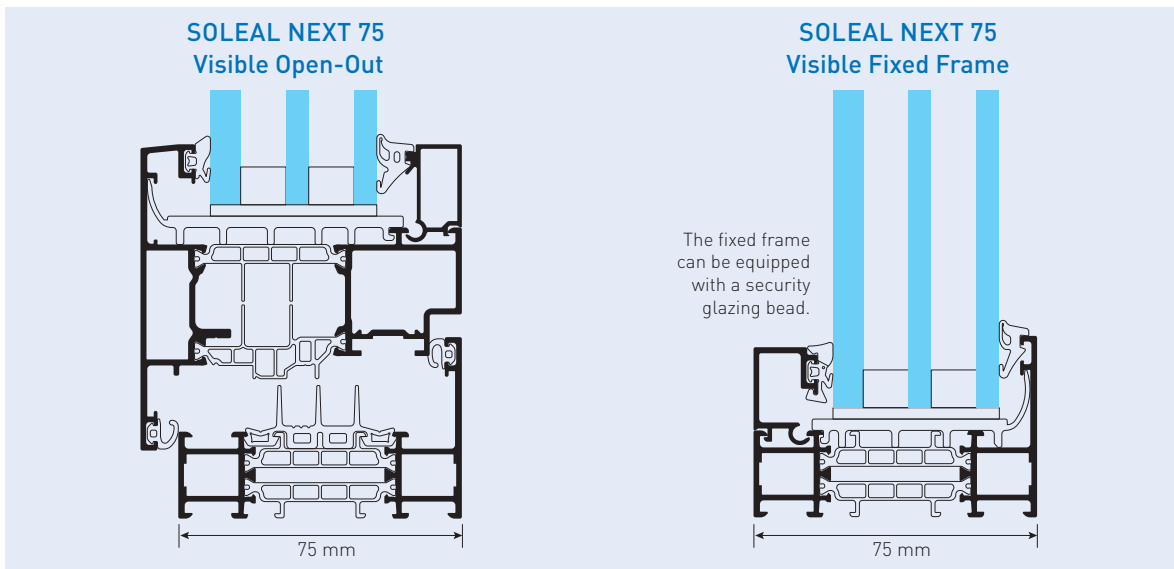 SOLEAL NEXT 75
Visible Open-Out
SOLEAL NEXT 75
Visible Fixed Frame
The fixed frame
can be equipped
with a security
glazing bead.
75 mm
75 mm